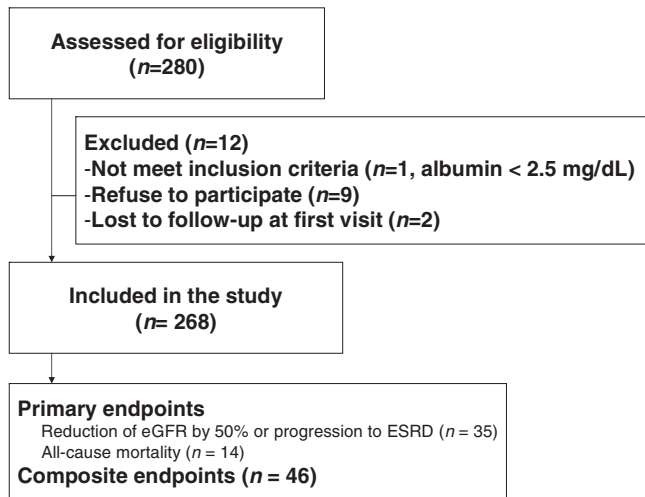 Assessed for eligibility
(n=280)
Excluded (n=12)
-Not meet inclusion criteria (n=1, albumin < 2.5 mg/dL)
-Refuse to participate (n=9)
-Lost to follow-up at first visit (n=2)
Included in the study
(n= 268)
Primary endpoints
Reduction of eGFR by 50% or progression to ESRD (n = 35)
All-cause mortality (n = 14)
Composite endpoints (n = 46)